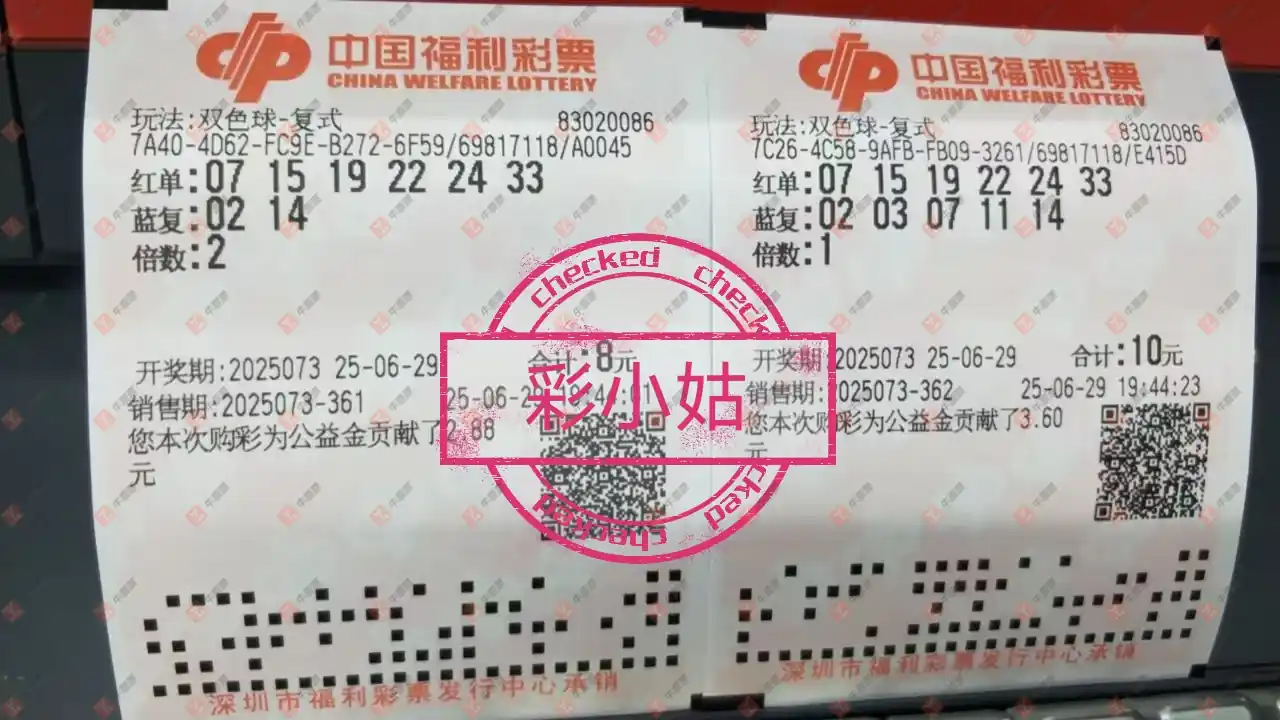 中国福利彩票
CHINA WELFARE LOTTERY
玩法:双色球-复式 83020086
7A40-4D62-FC9E-B272-6F59/69817118/A0045
红单:07 15 19 22 24 33
蓝复:02 14
倍数:2
开奖期:2025073 25-06-29 合计:8元
销售期:2025073-361
您本次购彩为公益金贡献了2.88
元
深圳市福利彩票发行中心承销
中国福利彩票
CHINA WELFARE LOTTERY
玩法:双色球-复式 83020086
7C26-4C58-9AFB-FB09-3261/69817118/E415D
红单:07 15 19 22 24 33
蓝复:02 03 07 11 14
倍数:1
开奖期:2025073 25-06-29 合计:10元
销售期:2025073-362 25-06-29 19:44:23
您本次购彩为公益金贡献了3.60
元
深圳市福利彩票发行中心承销
checked check
彩小姑
checked